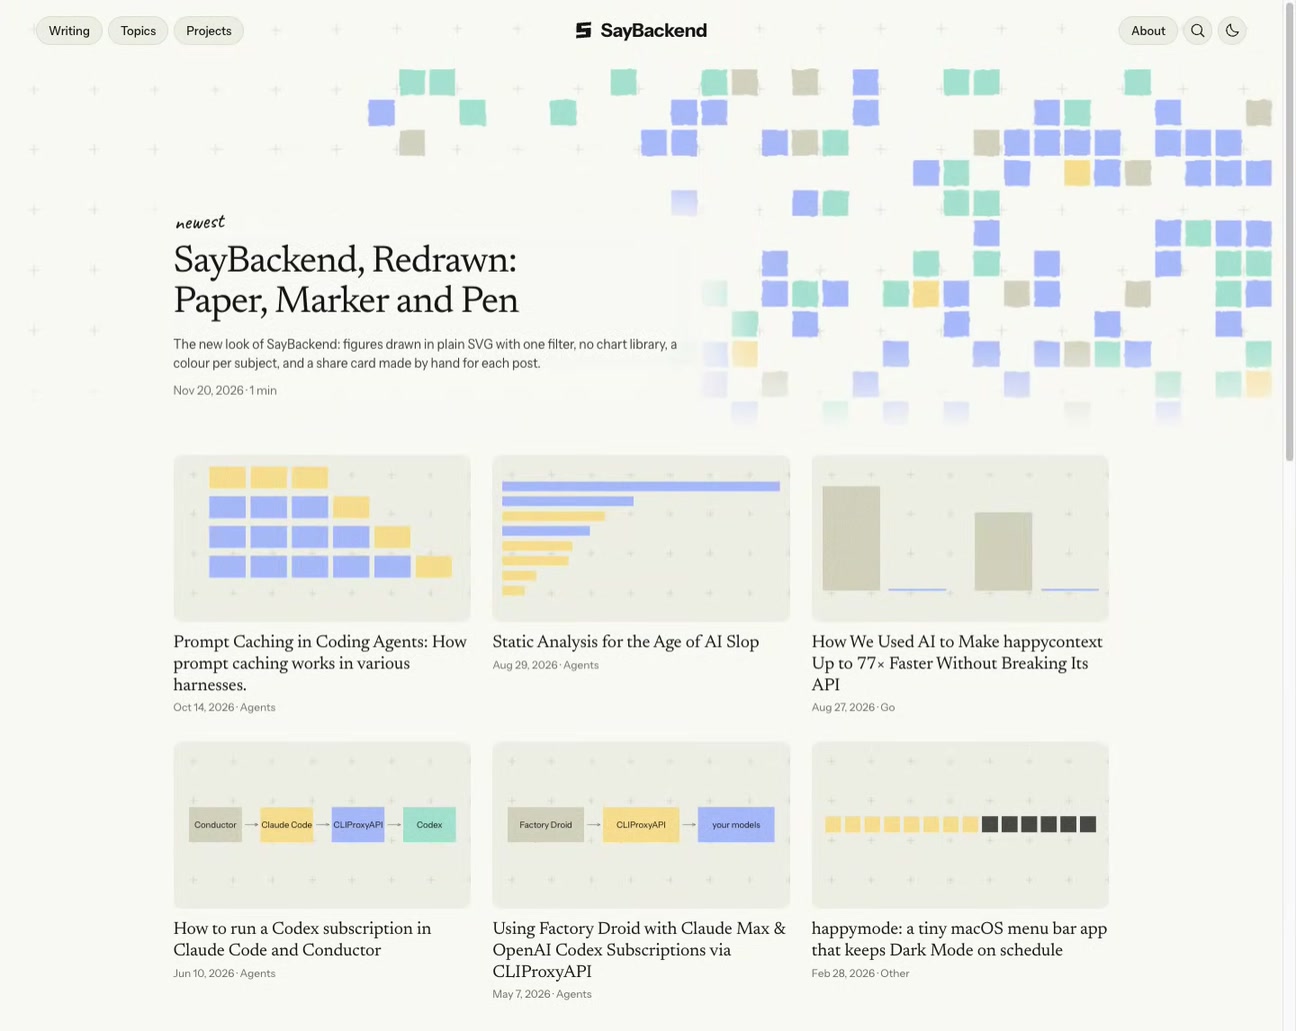 Writing
Topics
Projects
SayBackend
About
newest
SayBackend, Redrawn:
Paper, Marker and Pen
The new look of SayBackend: figures drawn in plain SVG with one filter, no chart library, a
colour per subject, and a share card made by hand for each post.
Nov 20, 2026 · 1 min
Prompt Caching in Coding Agents: How
prompt caching works in various
harnesses.
Oct 14, 2026 · Agents
Static Analysis for the Age of AI Slop
Aug 29, 2026 · Agents
How We Used AI to Make happycontext
Up to 77× Faster Without Breaking Its
API
Aug 27, 2026 · Go
Conductor
Claude Code
CLIProxyAPI
Codex
How to run a Codex subscription in
Claude Code and Conductor
Jun 10, 2026 · Agents
Factory Droid
CLIProxyAPI
your models
Using Factory Droid with Claude Max &
OpenAI Codex Subscriptions via
CLIProxyAPI
May 7, 2026 · Agents
happymode: a tiny macOS menu bar app
that keeps Dark Mode on schedule
Feb 28, 2026 · Other